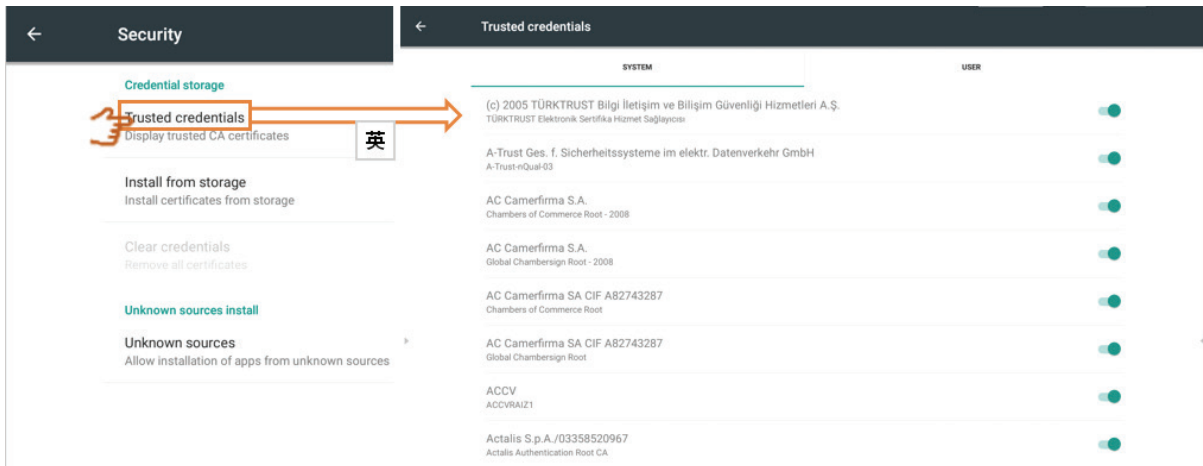 Security
Credential storage
Trusted credentials
Display trusted CA certificates
英
Install from storage
Install certificates from storage
Clear credentials
Remove all certificates
Unknown sources install
Unknown sources
Allow installation of apps from unknown sources
Trusted credentials
SYSTEM
USER
(c) 2005 TÜRKTRUST Bilgi İletişim ve Bilişim Güvenliği Hizmetleri A.Ş.
TÜRKTRUST Elektronik Sertifika Hizmet Sağlayıcısı
A-Trust Ges. f. Sicherheitssysteme im elektr. Datenverkehr GmbH
A-Trust-nQual-03
AC Camerfirma S.A.
Chambers of Commerce Root - 2008
AC Camerfirma S.A.
Global Chambersign Root - 2008
AC Camerfirma SA CIF A82743287
Chambers of Commerce Root
AC Camerfirma SA CIF A82743287
Global Chambersign Root
ACCV
ACCVRAIZ1
Actalis S.p.A./03358520967
Actalis Authentication Root CA